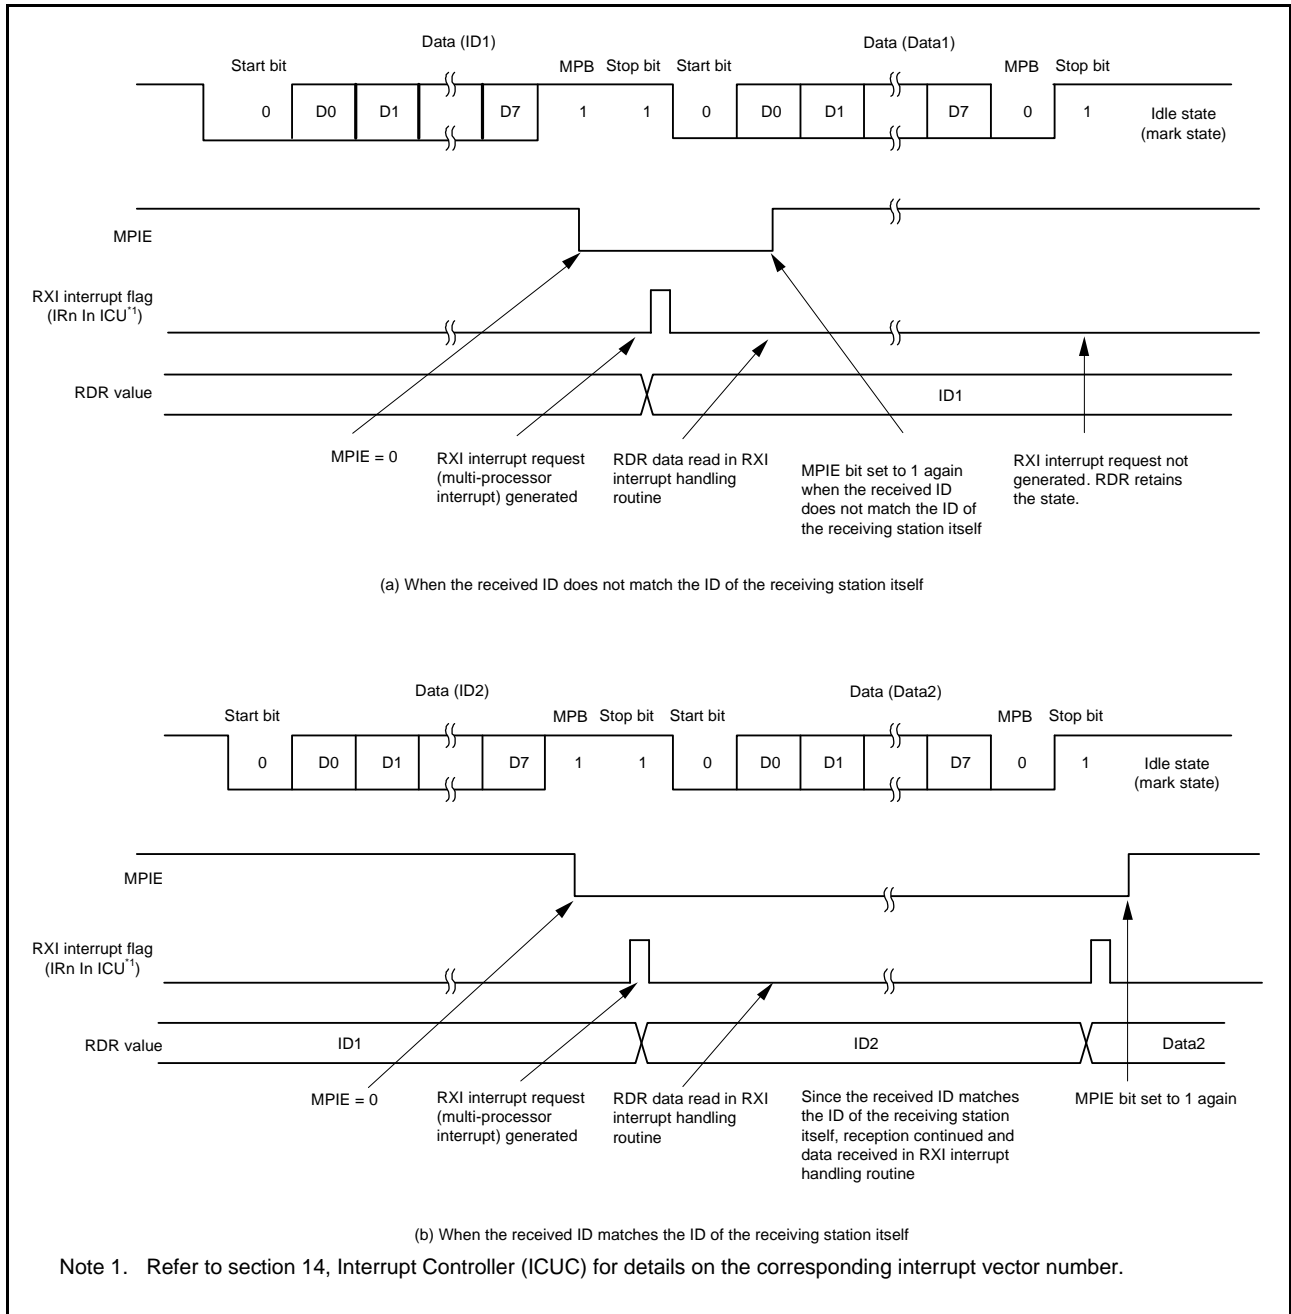 Data (ID1) Data (Data1)
Start bit MPB Stop bit Start bit MPB Stop bit
0 D0 D1 D7 1 1 0 D0 D1 D7 0 1 Idle state
(mark state)
MPIE
RXI interrupt flag
(IRn In ICU*1)
RDR value ID1
MPIE = 0
RXI interrupt request
(multi-processor
interrupt) generated
RDR data read in RXI
interrupt handling
routine
MPIE bit set to 1 again
when the received ID
does not match the ID of
the receiving station itself
RXI interrupt request not
generated. RDR retains
the state.
(a) When the received ID does not match the ID of the receiving station itself
Data (ID2) Data (Data2)
Start bit MPB Stop bit Start bit MPB Stop bit
0 D0 D1 D7 1 1 0 D0 D1 D7 0 1 Idle state
(mark state)
MPIE
RXI interrupt flag
(IRn In ICU*1)
RDR value ID1 ID2 Data2
MPIE = 0
RXI interrupt request
(multi-processor
interrupt) generated
RDR data read in RXI
interrupt handling
routine
Since the received ID matches
the ID of the receiving station
itself, reception continued and
data received in RXI interrupt
handling routine
MPIE bit set to 1 again
(b) When the received ID matches the ID of the receiving station itself
Note 1. Refer to section 14, Interrupt Controller (ICUC) for details on the corresponding interrupt vector number.